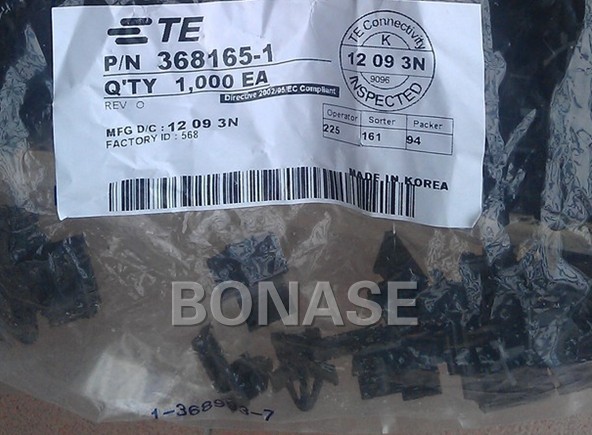 TE
P/N 368165-1
Q'TY 1,000 EA
REV O
Directive 2002/95/EC Compliant
MFG D/C : 12 09 3N
FACTORY ID : 568
TE Connectivity
K
12 09 3N
9096
INSPECTED
Operator Sorter Packer
225 161 94
MADE IN KOREA
BONASE